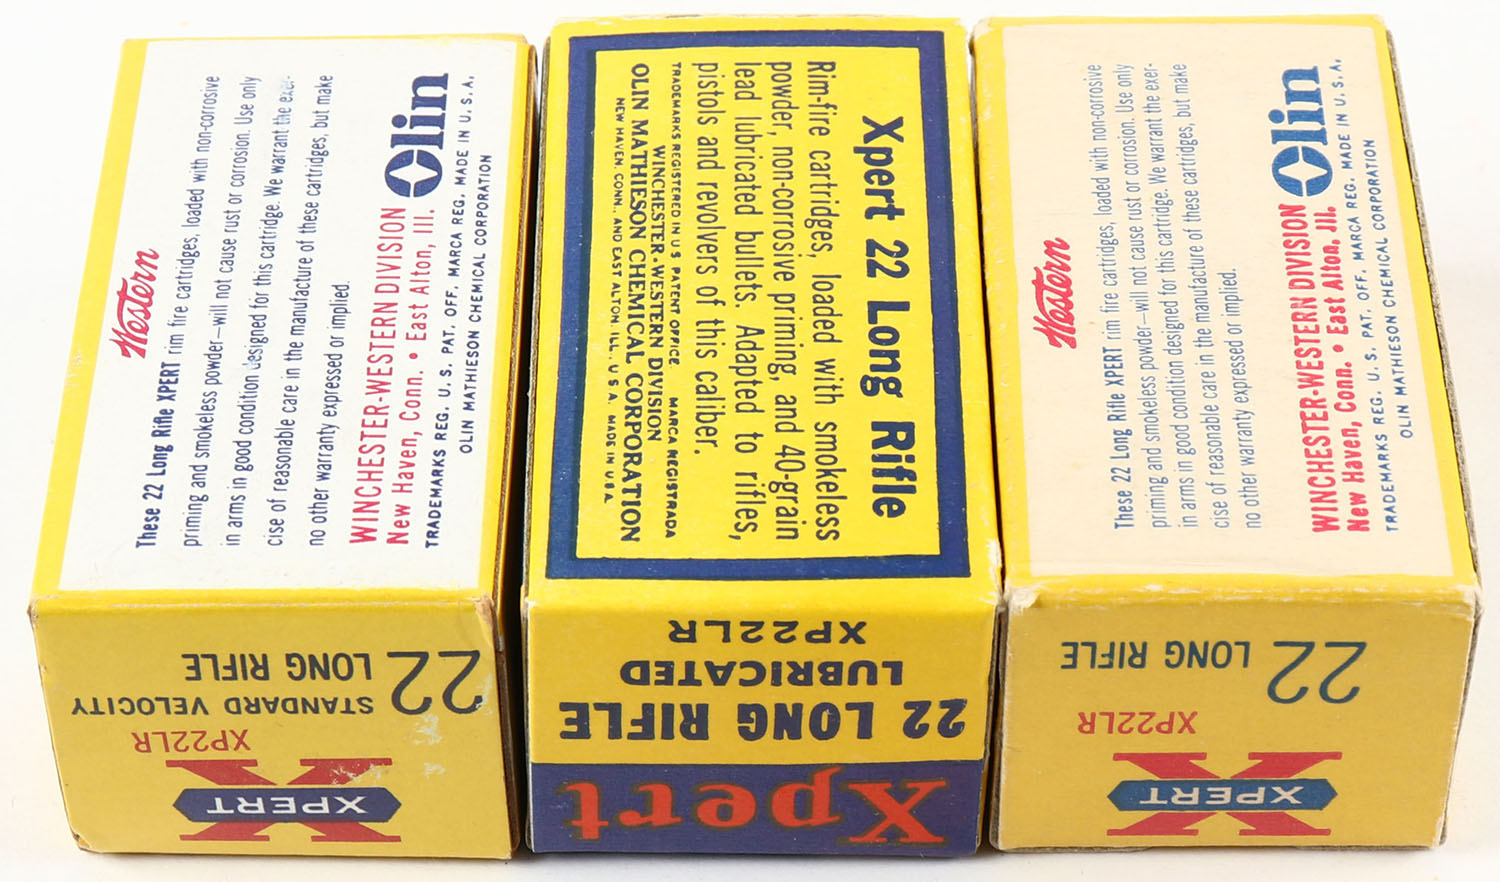 Western
These 22 Long Rifle XPERT rim fire cartridges, loaded with non-corrosive
priming and smokeless powder—will not cause rust or corrosion. Use only
in arms in good condition designed for this cartridge. We warrant the exer-
cise of reasonable care in the manufacture of these cartridges, but make
no other warranty expressed or implied.
WINCHESTER-WESTERN DIVISION
New Haven, Conn. • East Alton, Ill.
Olin
TRADEMARKS REG. U. S. PAT. OFF. MARCA REG. MADE IN U. S. A.
OLIN MATHIESON CHEMICAL CORPORATION
22 LONG RIFLE
STANDARD VELOCITY
XP22LR
XPERT
Xpert 22 Long Rifle
Rim-fire cartridges, loaded with smokeless
powder, non-corrosive priming, and 40-grain
lead lubricated bullets. Adapted to rifles,
pistols and revolvers of this caliber.
TRADEMARKS REGISTERED IN U S PATENT OFFICE MARCA REGISTRADA
WINCHESTER-WESTERN DIVISION
OLIN MATHIESON CHEMICAL CORPORATION
NEW HAVEN, CONN., AND EAST ALTON, ILL., U.S.A. MADE IN U.S.A.
XP22LR
LUBRICATED
22 LONG RIFLE
Xpert
Western
These 22 Long Rifle XPERT rim fire cartridges, loaded with non-corrosive
priming and smokeless powder—will not cause rust or corrosion. Use only
in arms in good condition designed for this cartridge. We warrant the exer-
cise of reasonable care in the manufacture of these cartridges, but make
no other warranty expressed or implied.
WINCHESTER-WESTERN DIVISION
New Haven, Conn. • East Alton, Ill.
Olin
TRADEMARKS REG. U. S. PAT. OFF. MARCA REG. MADE IN U. S. A.
OLIN MATHIESON CHEMICAL CORPORATION
22 LONG RIFLE
XP22LR
XPERT